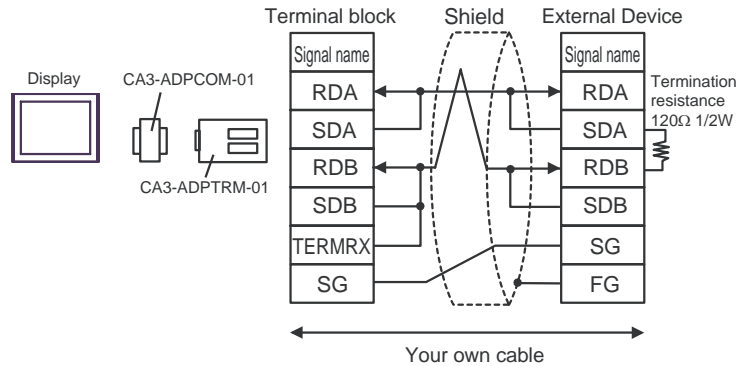 Terminal block
Shield
External Device
Display
CA3-ADPCOM-01
CA3-ADPTRM-01
Signal name
RDA
SDA
RDB
SDB
TERMRX
SG
Signal name
RDA
SDA
RDB
SDB
SG
FG
Termination
resistance
120Ω 1/2W
Your own cable